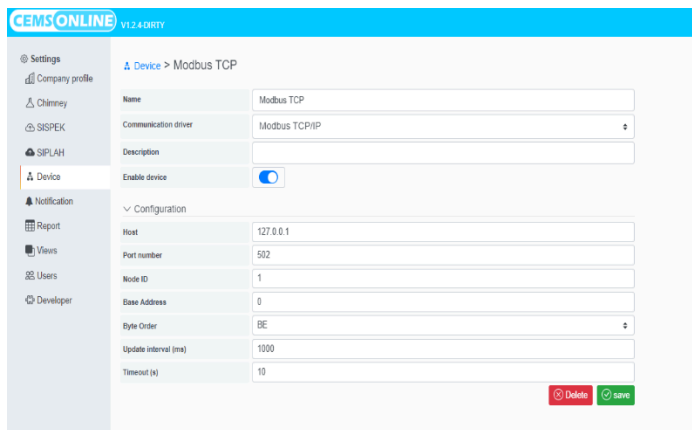 CEMSONLINE V1.2.4-DIRTY
Settings
Company profile
Chimney
SISPEK
SIPLAH
Device
Notification
Report
Views
Users
Developer
Device > Modbus TCP
Name Modbus TCP
Communication driver Modbus TCP/IP
Description
Enable device
Configuration
Host 127.0.0.1
Port number 502
Node ID 1
Base Address 0
Byte Order BE
Update interval (ms) 1000
Timeout (s) 10
Delete save